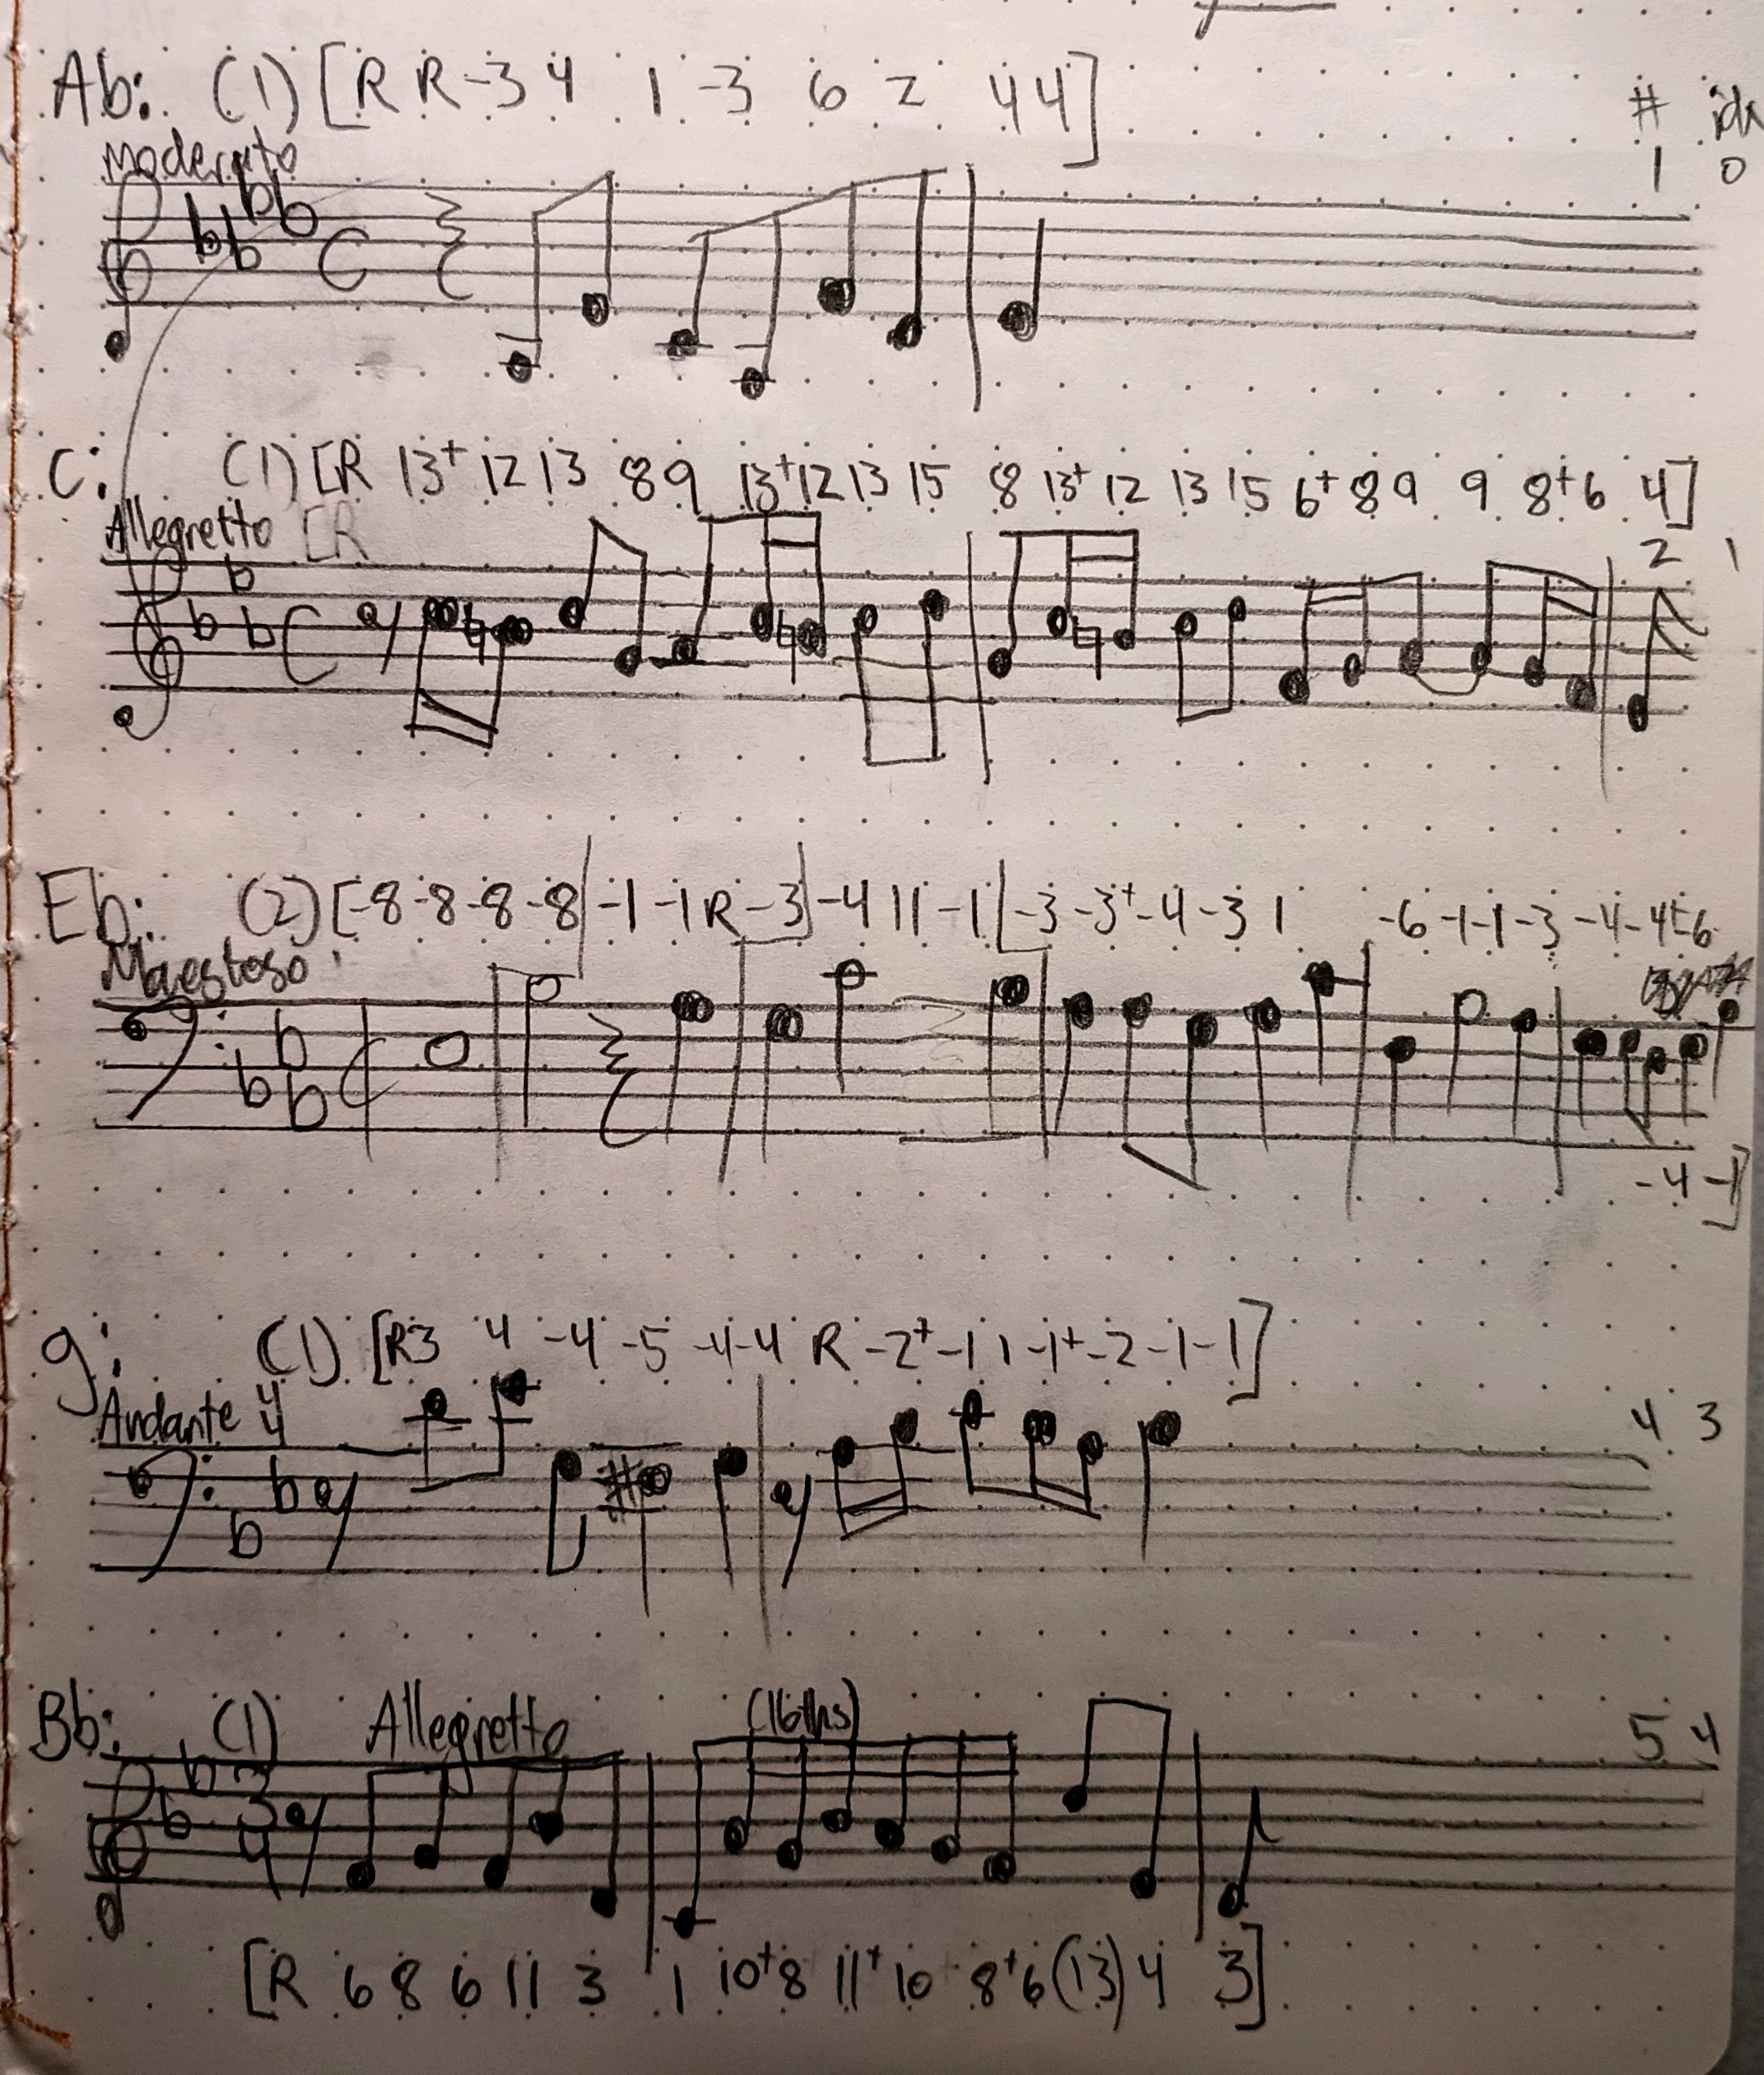 Ab: (1) [R R -3 4 1 -3 6 2 4 4]
# idx
Moderato
1 0
C: (1) [R 13+ 12 13 8 9 13+ 12 13 15 8 13+ 12 13 15 6+ 8 9 9 8+ 6 4]
Allegretto [R
2 1
Eb: (2) [-8 -8 -8 -8 | -1 -1 R -3] -4 11 -1 [-3 -3+ -4 -3 1 -6 -1 -1 -3 -4 -4+ -6
Maestoso
-4 -1]
g: (1) [R 3 4 -4 -5 -4 -4 R -2+ -1 1 -1+ -2 -1 -1]
Andante 4 4
4 3
Bb: (1) Allegretto (16ths)
5 4
3 4
[R 6 8 6 11 3 1 10+ 8 11+ 10 8+ 6 (13) 4 3]